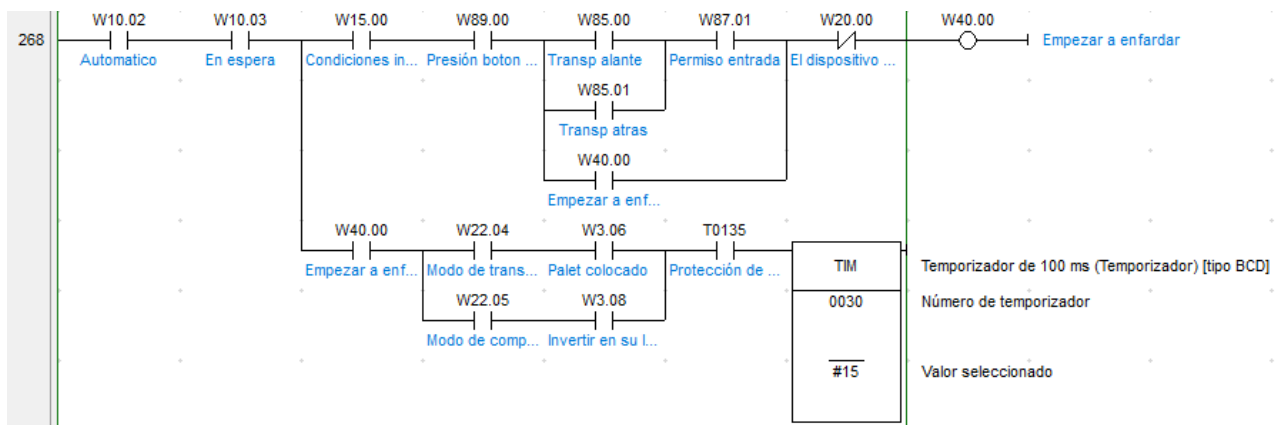 W10.02 W10.03 W15.00 W89.00 W85.00 W87.01 W20.00 W40.00
268
Empezar a enfardar
Automatico En espera Condiciones in... Presión boton ... Transp alante Permiso entrada El dispositivo ...
W85.01
Transp atras
W40.00
Empezar a enf...
W40.00 W22.04 W3.06 T0135
Empezar a enf... Modo de trans... Palet colocado Protección de ... TIM Temporizador de 100 ms (Temporizador) [tipo BCD]
W22.05 W3.08 0030 Número de temporizador
Modo de comp... Invertir en su l...
#15 Valor seleccionado